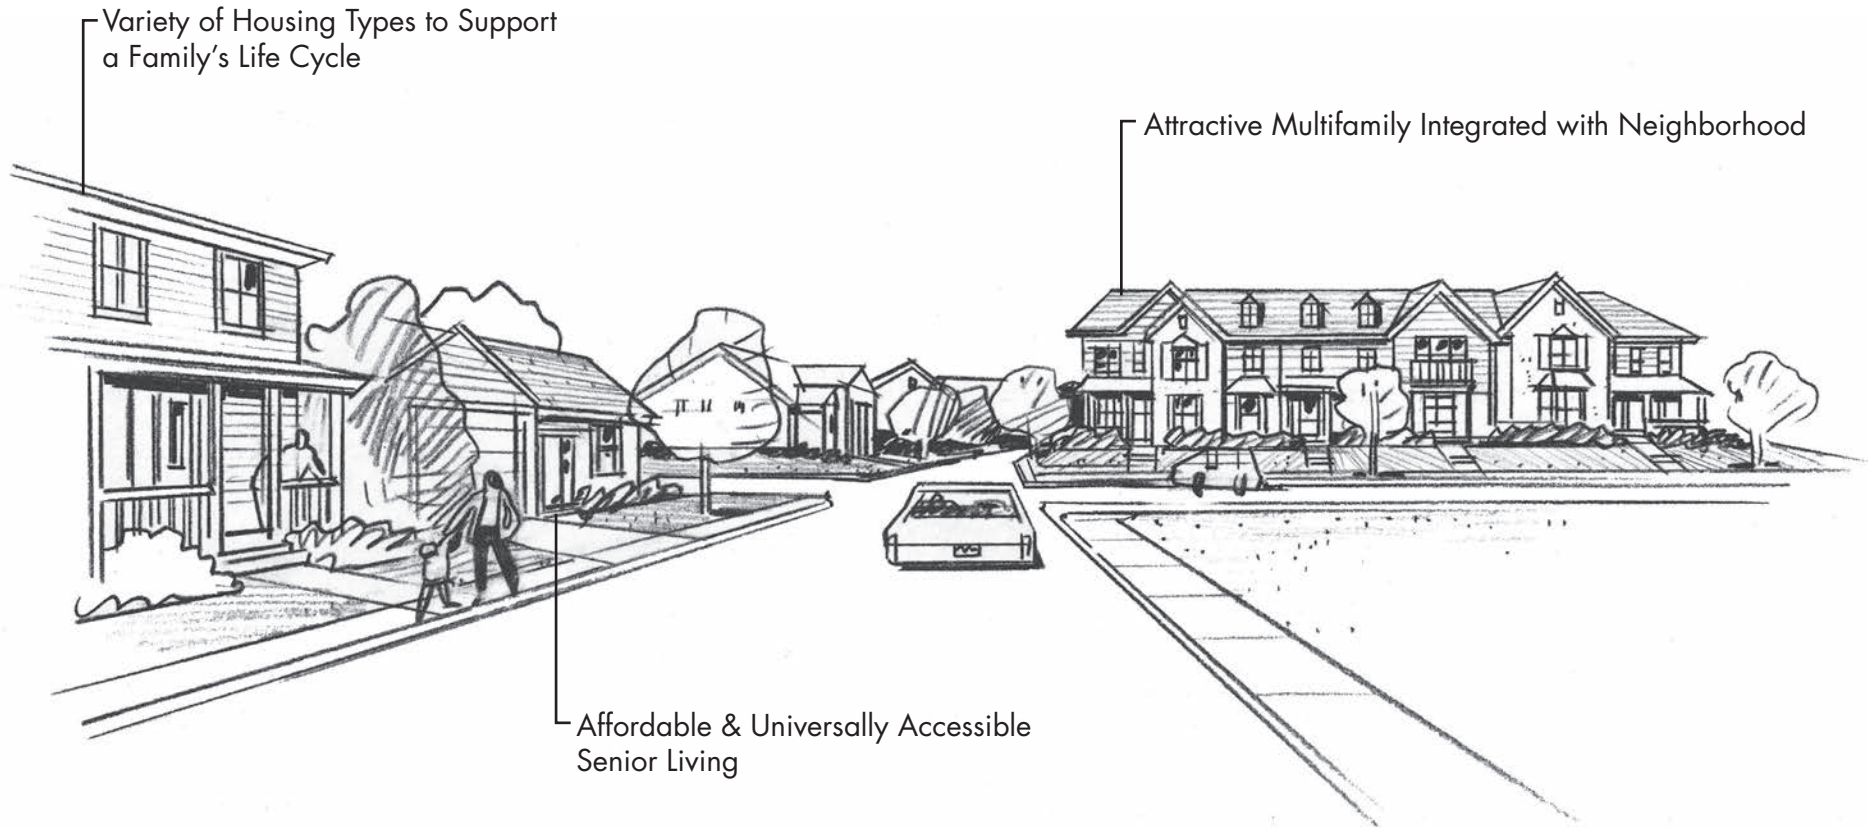 Variety of Housing Types to Support
a Family’s Life Cycle
Attractive Multifamily Integrated with Neighborhood
Affordable & Universally Accessible
Senior Living